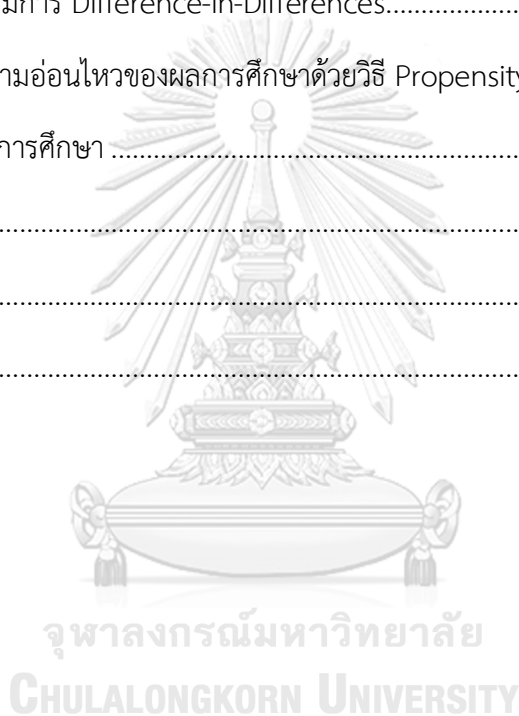 มการ Difference-in-Differences....................
ามอ่อนไหวของผลการศึกษาด้วยวิธี Propensity
การศึกษา ......................................................
......................................................................
......................................................................
......................................................................
จุฬาลงกรณ์มหาวิทยาลัย
CHULALONGKORN UNIVERSITY